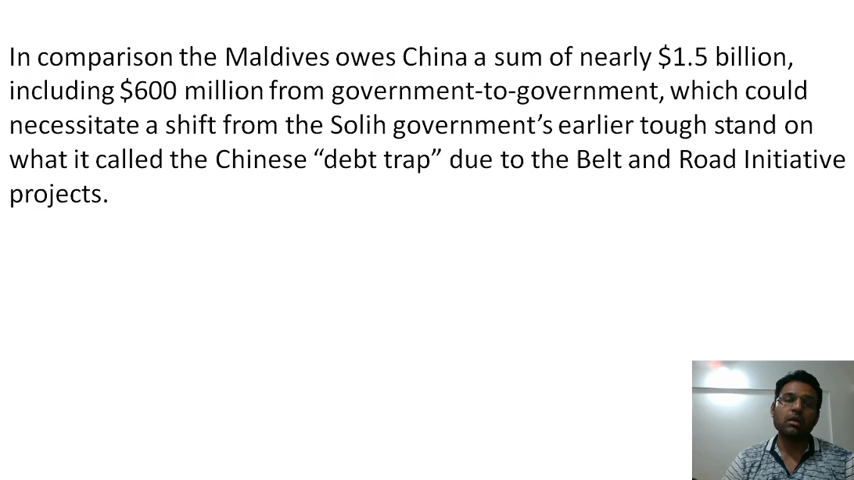 In comparison the Maldives owes China a sum of nearly $1.5 billion,
including $600 million from government-to-government, which could
necessitate a shift from the Solih government’s earlier tough stand on
what it called the Chinese “debt trap” due to the Belt and Road Initiative
projects.